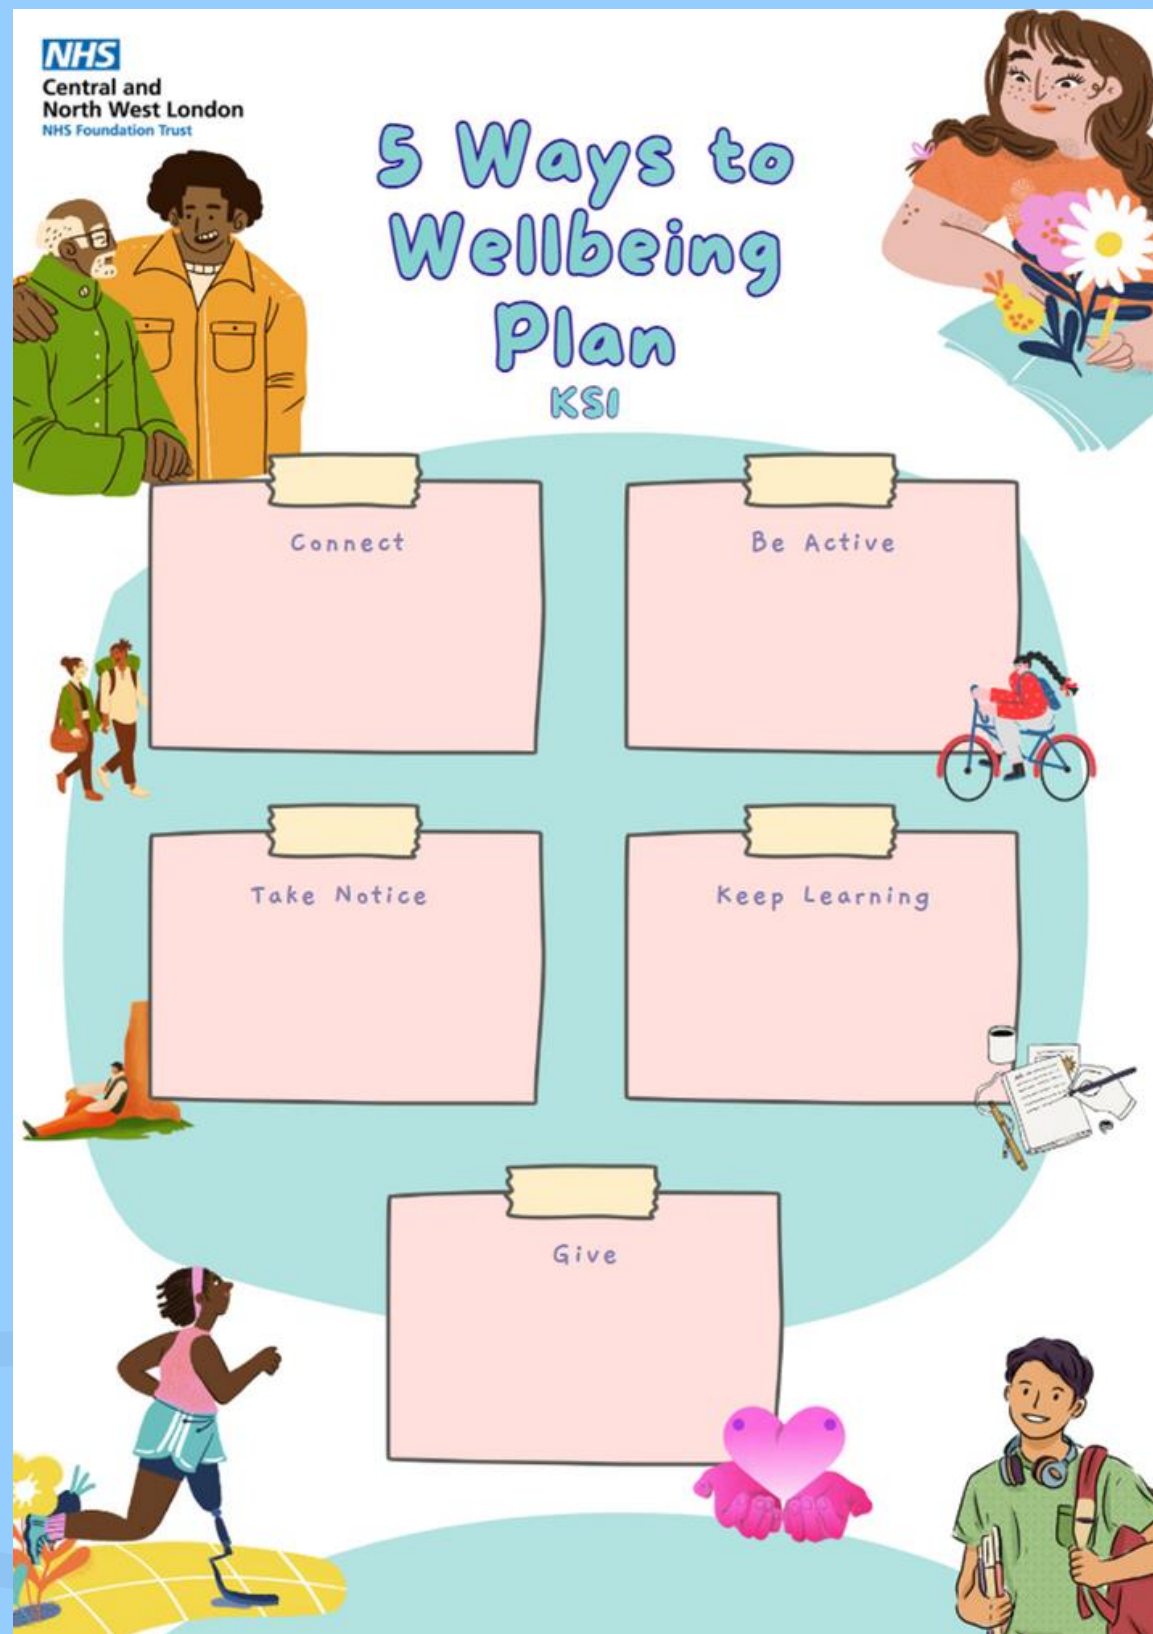 NHS
Central and
North West London
NHS Foundation Trust
5 Ways to
Wellbeing
Plan
KS1
Connect
Be Active
Take Notice
Keep Learning
Give